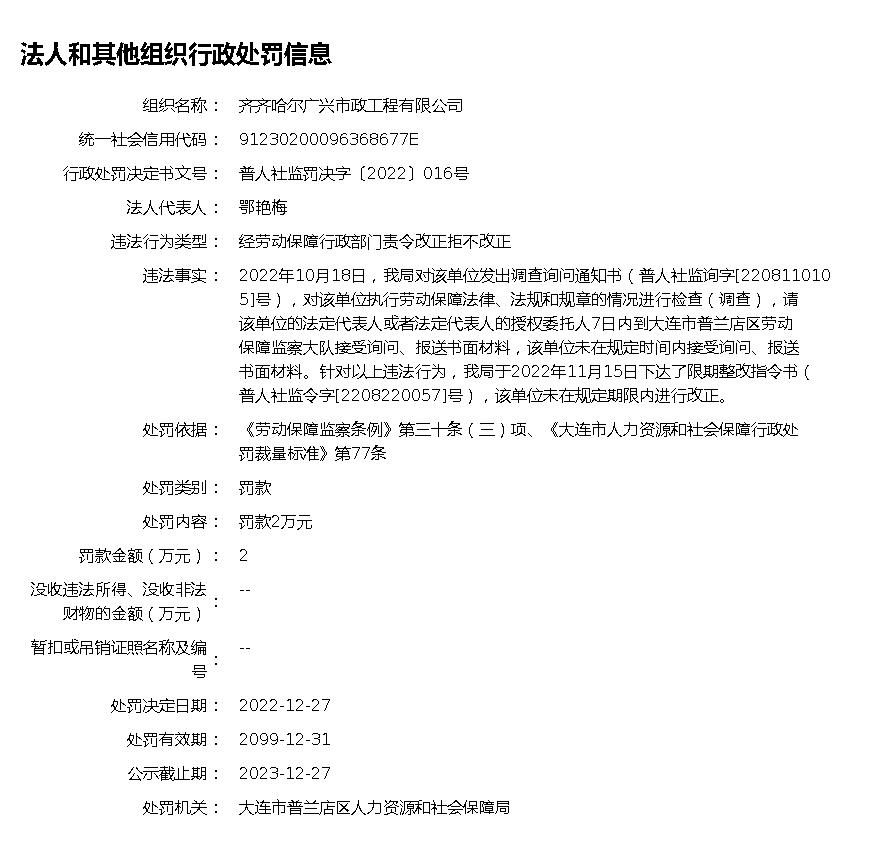 法人和其他组织行政处罚信息
组织名称： 齐齐哈尔广兴市政工程有限公司
统一社会信用代码： 91230200096368677E
行政处罚决定书文号： 普人社监罚决字〔2022〕016号
法人代表人： 鄂艳梅
违法行为类型： 经劳动保障行政部门责令改正拒不改正
违法事实： 2022年10月18日，我局对该单位发出调查询问通知书（普人社监询字[220811010
5]号），对该单位执行劳动保障法律、法规和规章的情况进行检查（调查），请
该单位的法定代表人或者法定代表人的授权委托人7日内到大连市普兰店区劳动
保障监察大队接受询问、报送书面材料，该单位未在规定时间内接受询问、报送
书面材料。针对以上违法行为，我局于2022年11月15日下达了限期整改指令书（
普人社监令字[2208220057]号），该单位未在规定期限内进行改正。
处罚依据： 《劳动保障监察条例》第三十条（三）项、《大连市人力资源和社会保障行政处
罚裁量标准》第77条
处罚类别： 罚款
处罚内容： 罚款2万元
罚款金额（万元）： 2
没收违法所得、没收非法
财物的金额（万元）： --
暂扣或吊销证照名称及编
号： --
处罚决定日期： 2022-12-27
处罚有效期： 2099-12-31
公示截止期： 2023-12-27
处罚机关： 大连市普兰店区人力资源和社会保障局